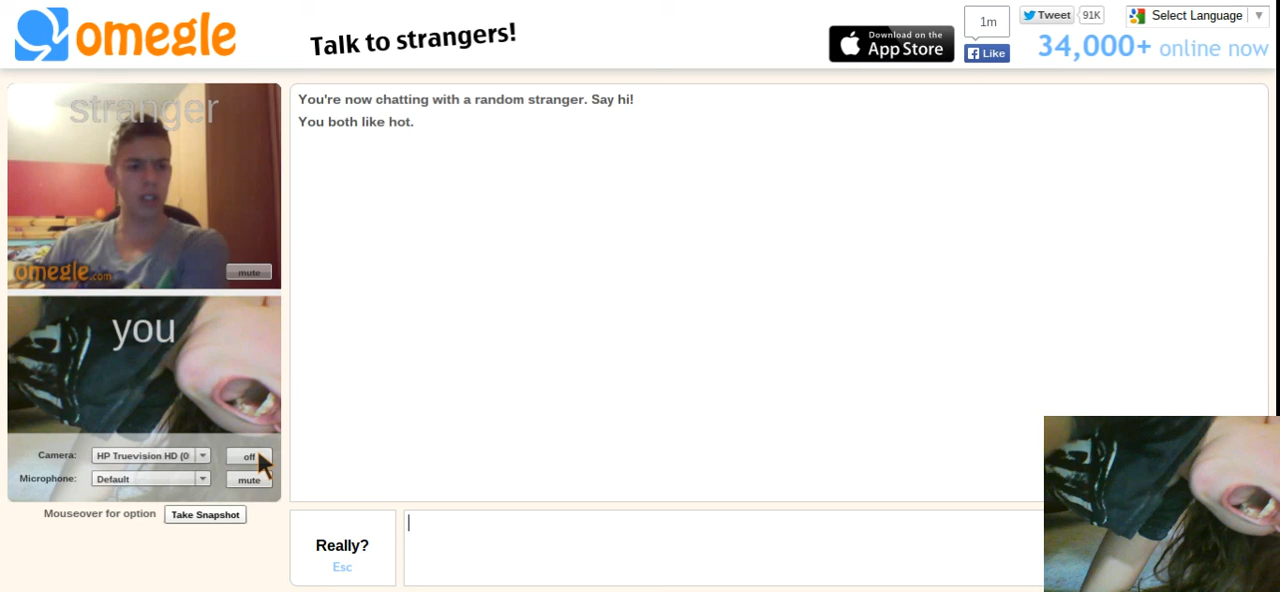 omegle
Talk to strangers!
Download on the
App Store
1m
Like
Tweet
91K
Select Language
34,000+ online now
stranger
omegle.com
mute
you
Camera:
HP Truevision HD (0
off
Microphone:
Default
mute
Mouseover for option
Take Snapshot
You're now chatting with a random stranger. Say hi!
You both like hot.
Really?
Esc